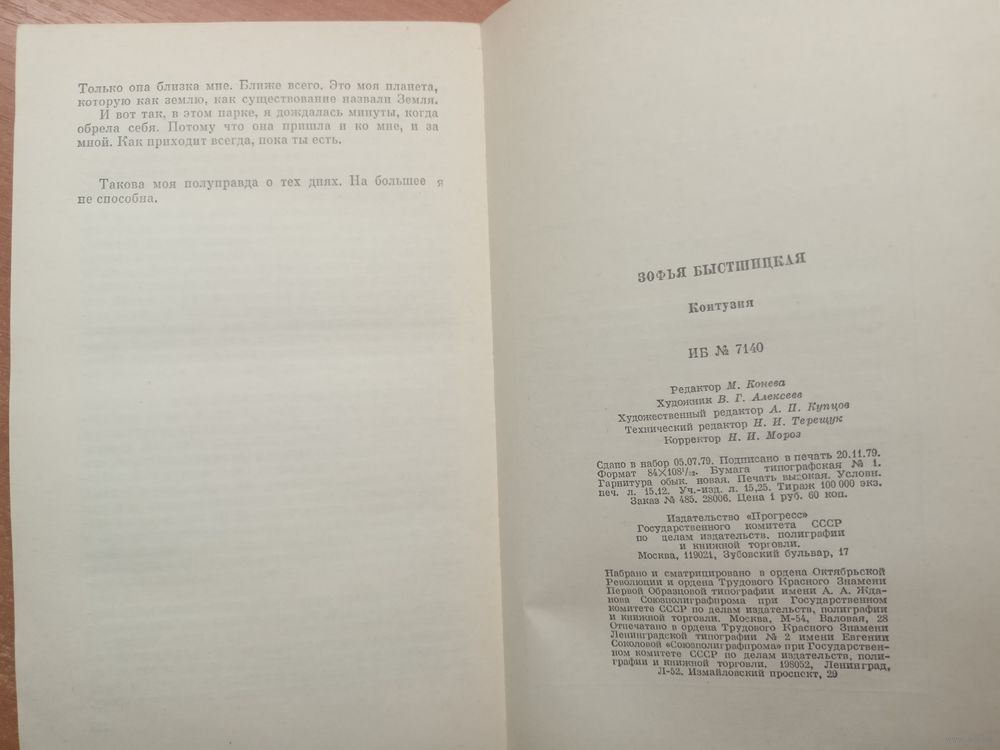 Только она близка мне. Ближе всего. Это моя планета,
которую как землю, как существование назвали Земля.
И вот так, в этом парке, я дождалась минуты, когда
обрела себя. Потому что она пришла и ко мне, и за
мной. Как приходит всегда, пока ты есть.
Такова моя полуправда о тех днях. На большее я
не способна.
ЗОФЬЯ БЫСТШИЦКАЯ
Контузия
ИБ № 7140
Редактор М. Конева
Художник В. Г. Алексеев
Художественный редактор А. П. Купцов
Технический редактор Н. И. Терещук
Корректор Н. И. Мороз
Сдано в набор 05.07.79. Подписано в печать 20.11.79.
Формат 84×108¹/₃₂. Бумага типографская № 1.
Гарнитура обык. новая. Печать высокая. Условн.
печ. л. 15,12. Уч.-изд. л. 15,25. Тираж 100 000 экз.
Заказ № 485. 28006. Цена 1 руб. 60 коп.
Издательство «Прогресс»
Государственного комитета СССР
по делам издательств, полиграфии
и книжной торговли.
Москва, 119021, Зубовский бульвар, 17
Набрано и сматрицировано в ордена Октябрьской
Революции и ордена Трудового Красного Знамени
Первой Образцовой типографии имени А. А. Жда-
нова Союзполиграфпрома при Государственном
комитете СССР по делам издательств, полиграфии
и книжной торговли. Москва, М-54, Валовая, 28
Отпечатано в ордена Трудового Красного Знамени
Ленинградской типографии № 2 имени Евгении
Соколовой «Союзполиграфпрома» при Государствен-
ном комитете СССР по делам издательств, поли-
графии и книжной торговли. 198052, Ленинград,
Л-52. Измайловский проспект, 29